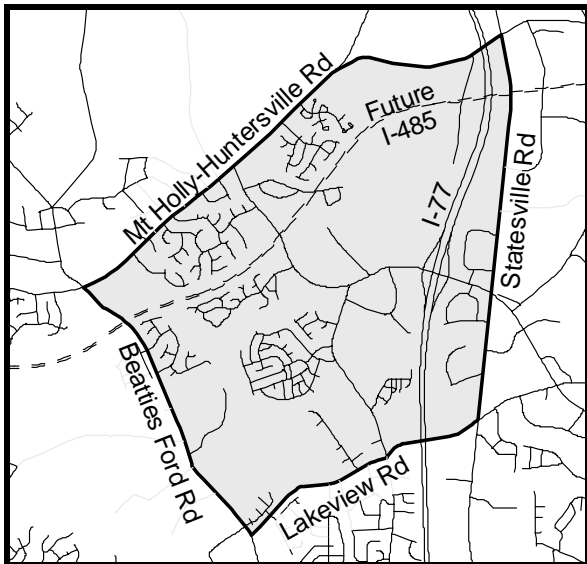 Mt Holly-Huntersville Rd
Future
I-485
I-77
Statesville Rd
Beatties Ford Rd
Lakeview Rd